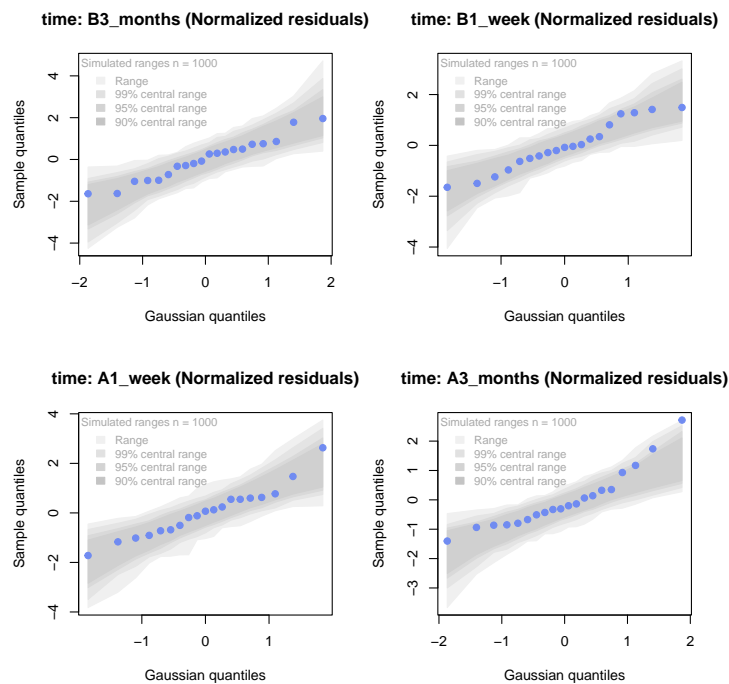 time: B3_months (Normalized residuals)
Simulated ranges n = 1000
Range
99% central range
95% central range
90% central range
Sample quantiles
4
2
0
−2
−4
−2
−1
0
1
2
Gaussian quantiles
time: B1_week (Normalized residuals)
Simulated ranges n = 1000
Range
99% central range
95% central range
90% central range
Sample quantiles
2
0
−2
−4
−1
0
1
Gaussian quantiles
time: A1_week (Normalized residuals)
Simulated ranges n = 1000
Range
99% central range
95% central range
90% central range
Sample quantiles
4
2
0
−2
−4
−1
0
1
Gaussian quantiles
time: A3_months (Normalized residuals)
Simulated ranges n = 1000
Range
99% central range
95% central range
90% central range
Sample quantiles
2
1
0
−1
−2
−3
−2
−1
0
1
2
Gaussian quantiles